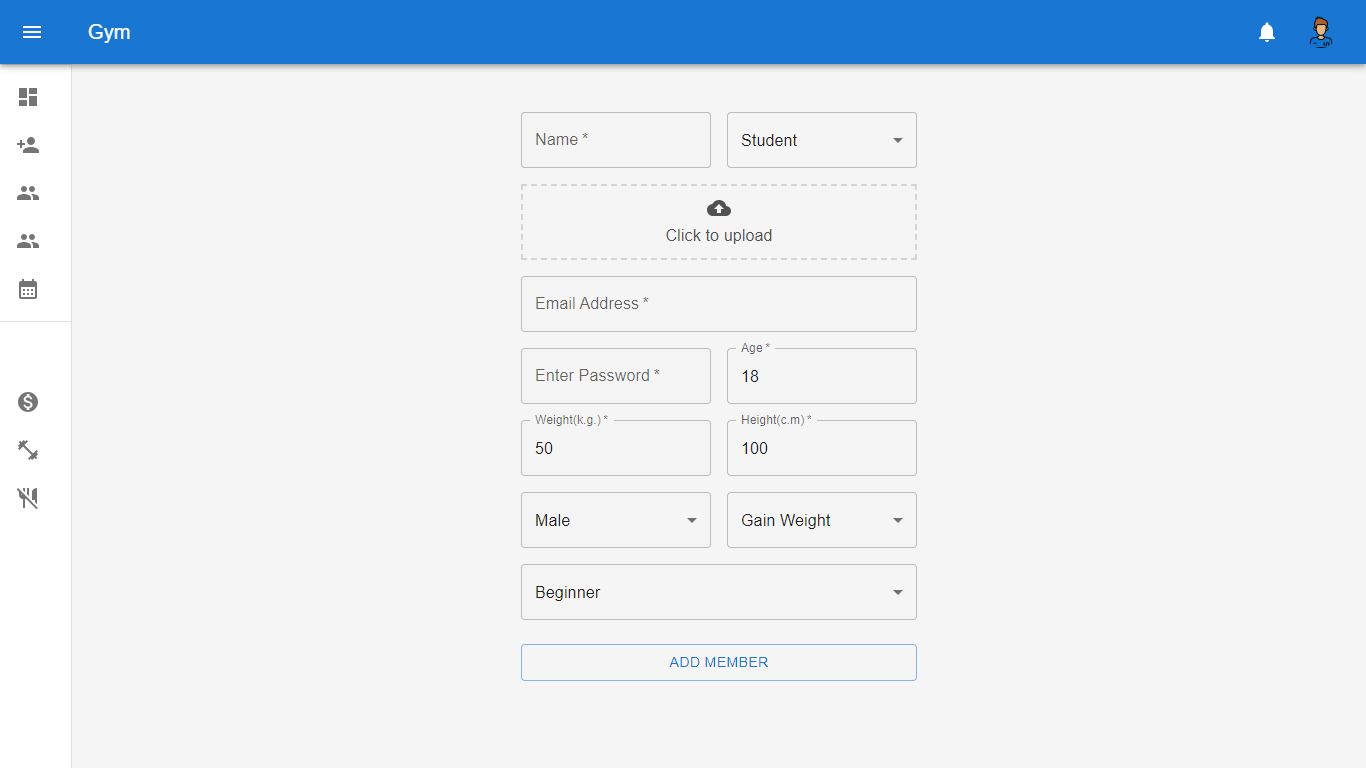 Gym
Name *
Student
Click to upload
Email Address *
Enter Password *
Age *
18
Weight(k.g.) *
50
Height(c.m) *
100
Male
Gain Weight
Beginner
ADD MEMBER